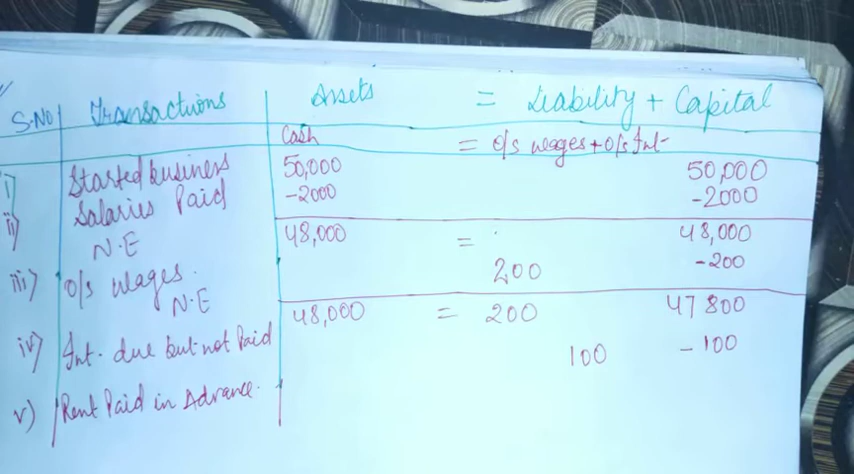 S.NO Transactions Assets = Liability + Capital
Cash = o/s wages + o/s Int
i) Started business 50,000 50,000
ii) Salaries Paid -2000 -2000
N.E 48,000 = 48,000
iii) o/s wages. 200 -200
N.E 48,000 = 200 47800
iv) Int. due but not Paid 100 -100
v) Rent Paid in Advance.